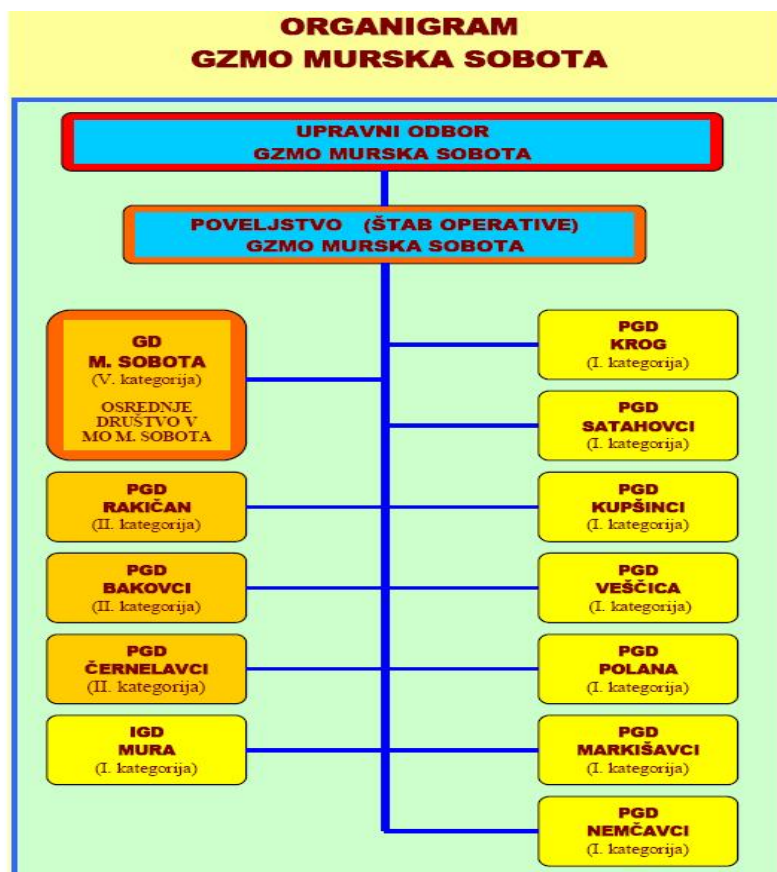 ORGANIGRAM
GZMO MURSKA SOBOTA
UPRAVNI ODBOR
GZMO MURSKA SOBOTA
POVELJSTVO (ŠTAB OPERATIVE)
GZMO MURSKA SOBOTA
GD
M. SOBOTA
(V. kategorija)
OSREDNJE
DRUŠTVO V
MO M. SOBOTA
PGD
RAKIČAN
(II. kategorija)
PGD
BAKOVCI
(II. kategorija)
PGD
ČERNELAVCI
(II. kategorija)
IGD
MURA
(I. kategorija)
PGD
KROG
(I. kategorija)
PGD
SATAHOVCI
(I. kategorija)
PGD
KUPŠINCI
(I. kategorija)
PGD
VEŠČICA
(I. kategorija)
PGD
POLANA
(I. kategorija)
PGD
MARKIŠAVCI
(I. kategorija)
PGD
NEMČAVCI
(I. kategorija)